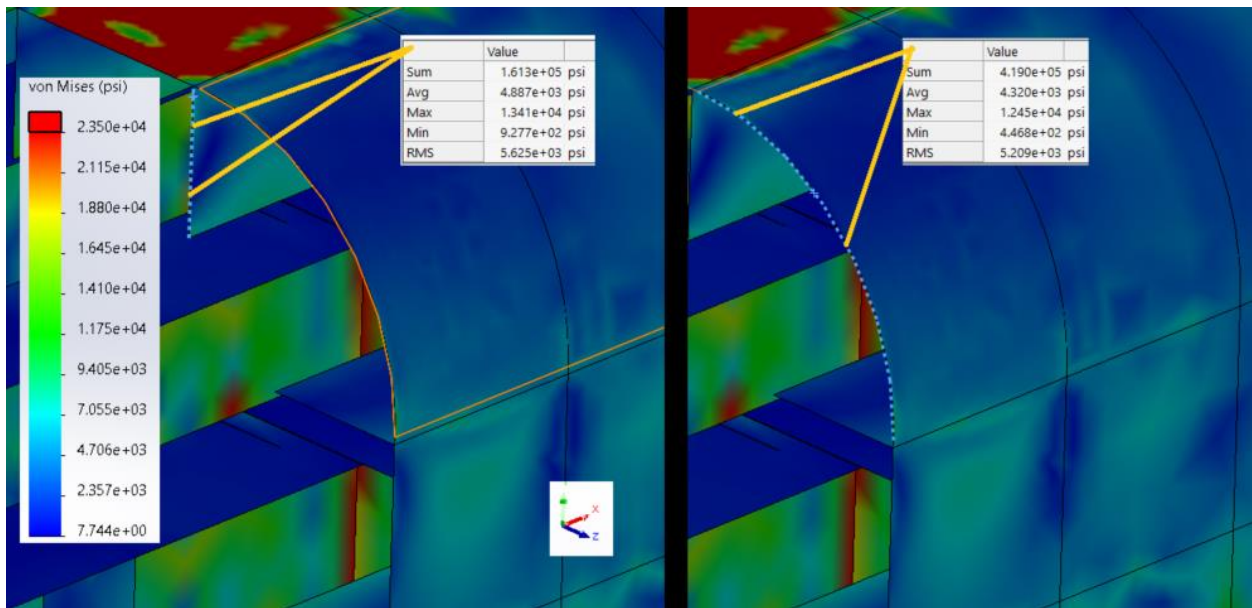 von Mises (psi)
2.350e+04
2.115e+04
1.880e+04
1.645e+04
1.410e+04
1.175e+04
9.405e+03
7.055e+03
4.706e+03
2.357e+03
7.744e+00
Value
Sum 1.613e+05 psi
Avg 4.887e+03 psi
Max 1.341e+04 psi
Min 9.277e+02 psi
RMS 5.625e+03 psi
X
Z
Value
Sum 4.190e+05 psi
Avg 4.320e+03 psi
Max 1.245e+04 psi
Min 4.468e+02 psi
RMS 5.209e+03 psi